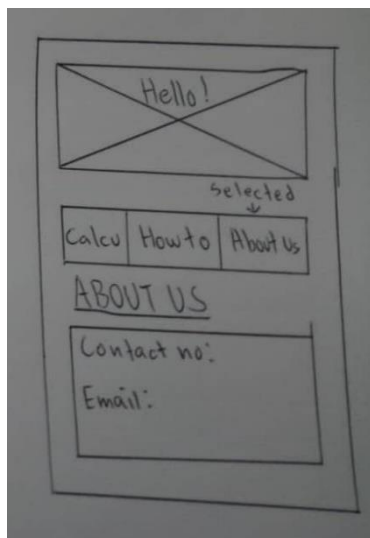 Hello!
Selected
Calcu How to About Us
ABOUT US
Contact no:
Email: